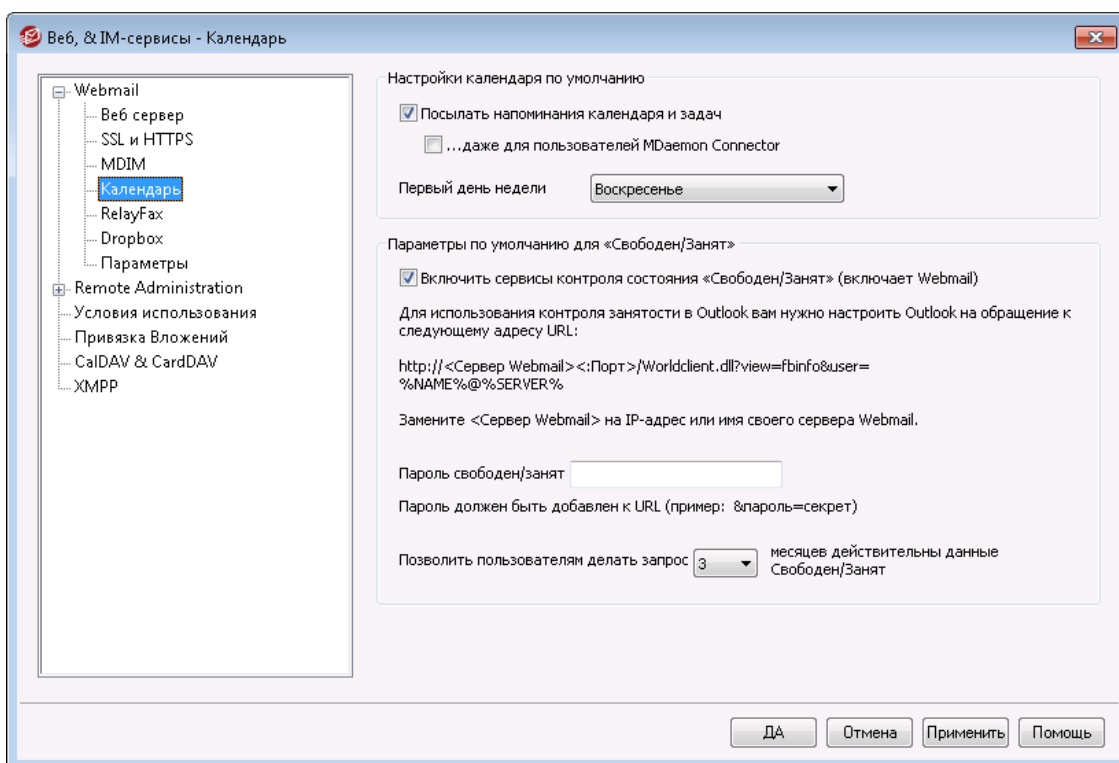 Веб, & IM-сервисы - Календарь
Webmail
Веб сервер
SSL и HTTPS
MDIM
Календарь
RelayFax
Dropbox
Параметры
Remote Administration
Условия использования
Привязка Вложений
CalDAV & CardDAV
XMPP
Настройки календаря по умолчанию
Посылать напоминания календаря и задач
...даже для пользователей MDaemon Connector
Первый день недели Воскресенье
Параметры по умолчанию для «Свободен/Занят»
Включить сервисы контроля состояния «Свободен/Занят» (включает Webmail)
Для использования контроля занятости в Outlook вам нужно настроить Outlook на обращение к
следующему адресу URL:
http://<Сервер Webmail><:Порт>/Worldclient.dll?view=fbinfo&user=
%NAME%@%SERVER%
Замените <Сервер Webmail> на IP-адрес или имя своего сервера Webmail.
Пароль свободен/занят
Пароль должен быть добавлен к URL (пример: &пароль=секрет)
Позволить пользователям делать запрос 3 месяцев действительны данные
Свободен/Занят
ДА Отмена Применить Помощь